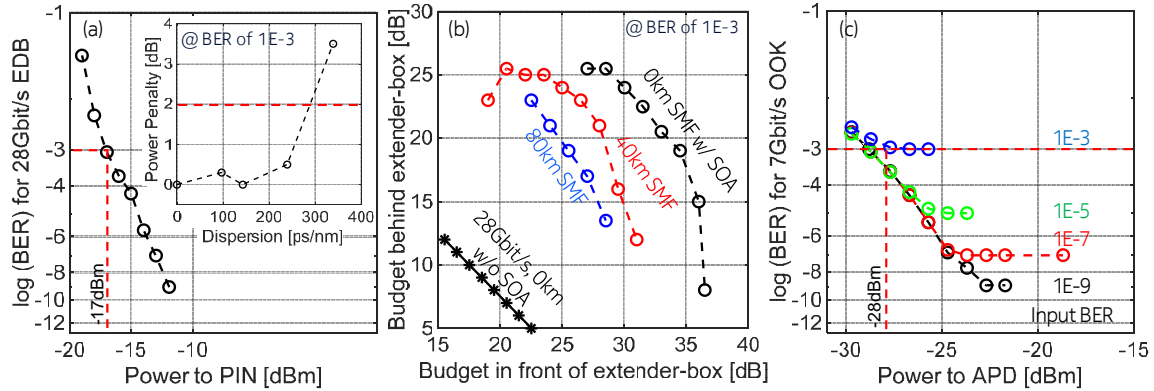 (a)
@ BER of 1E-3
log (BER) for 28Gbit/s EDB
-1
-3
-4
-6
-8
-10
-12
-20
-15
Power to PIN [dBm]
-17dBm
Power Penalty [dB]
4
3
2
1
0
0
100
200
300
400
Dispersion [ps/nm]
(b)
@ BER of 1E-3
Budget behind extender-box [dB]
30
25
20
15
10
5
15
20
25
30
35
40
Budget in front of extender-box [dB]
0km SMF w/ SOA
40km SMF
80km SMF
28Gbit/s, 0km
w/o SOA
(c)
log (BER) for 7Gbit/s OOK
-1
-3
-4
-6
-8
-10
-12
-30
-25
-20
-15
Power to APD [dBm]
-28dBm
1E-3
1E-5
1E-7
1E-9
Input BER